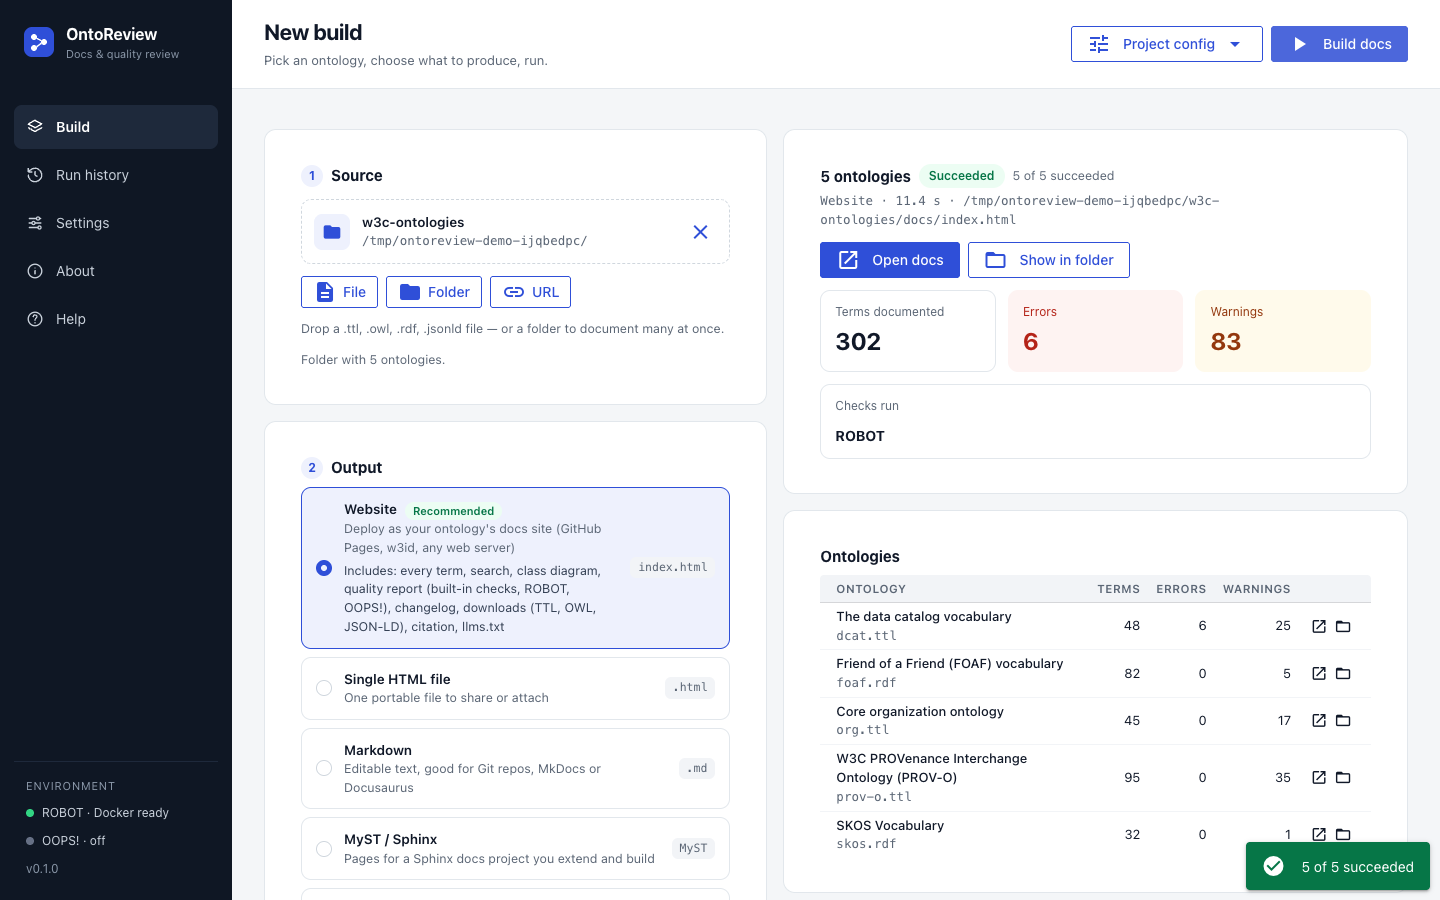 OntoReview
Docs & quality review
Build
Run history
Settings
About
Help
ENVIRONMENT
ROBOT · Docker ready
OOPS! · off
v0.1.0
New build
Pick an ontology, choose what to produce, run.
Project config
Build docs
1 Source
w3c-ontologies
/tmp/ontoreview-demo-ijqbedpc/
File
Folder
URL
Drop a .ttl, .owl, .rdf, .jsonld file — or a folder to document many at once.
Folder with 5 ontologies.
2 Output
Website Recommended
Deploy as your ontology's docs site (GitHub
Pages, w3id, any web server)
Includes: every term, search, class diagram,
quality report (built-in checks, ROBOT,
OOPS!), changelog, downloads (TTL, OWL,
JSON-LD), citation, llms.txt
index.html
Single HTML file
One portable file to share or attach
.html
Markdown
Editable text, good for Git repos, MkDocs or
Docusaurus
.md
MyST / Sphinx
Pages for a Sphinx docs project you extend and build
MyST
5 ontologies Succeeded 5 of 5 succeeded
Website · 11.4 s · /tmp/ontoreview-demo-ijqbedpc/w3c-
ontologies/docs/index.html
Open docs
Show in folder
Terms documented
302
Errors
6
Warnings
83
Checks run
ROBOT
Ontologies
ONTOLOGY TERMS ERRORS WARNINGS
The data catalog vocabulary
dcat.ttl
48 6 25
Friend of a Friend (FOAF) vocabulary
foaf.rdf
82 0 5
Core organization ontology
org.ttl
45 0 17
W3C PROVenance Interchange
Ontology (PROV-O)
prov-o.ttl
95 0 35
SKOS Vocabulary
skos.rdf
32 0 1
5 of 5 succeeded